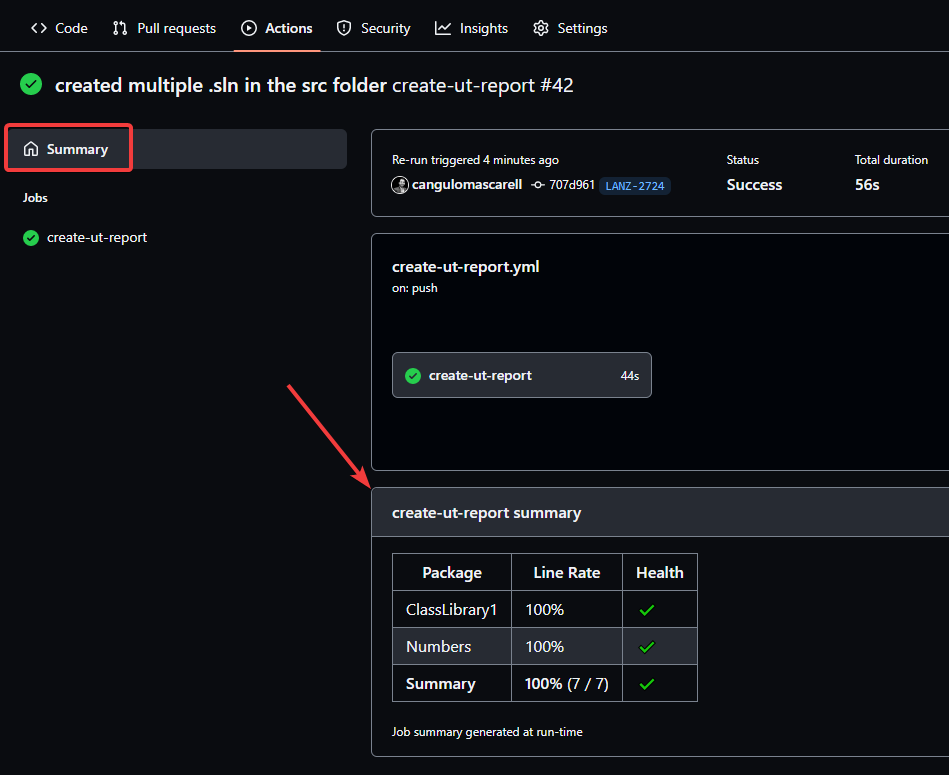 Code Pull requests Actions Security Insights Settings
created multiple .sln in the src folder create-ut-report #42
Summary
Jobs
create-ut-report
Re-run triggered 4 minutes ago
cangulomascarell 707d961 LANZ-2724
Status
Success
Total duration
56s
create-ut-report.yml
on: push
create-ut-report 44s
create-ut-report summary
Package Line Rate Health
ClassLibrary1 100%
Numbers 100%
Summary 100% (7 / 7)
Job summary generated at run-time